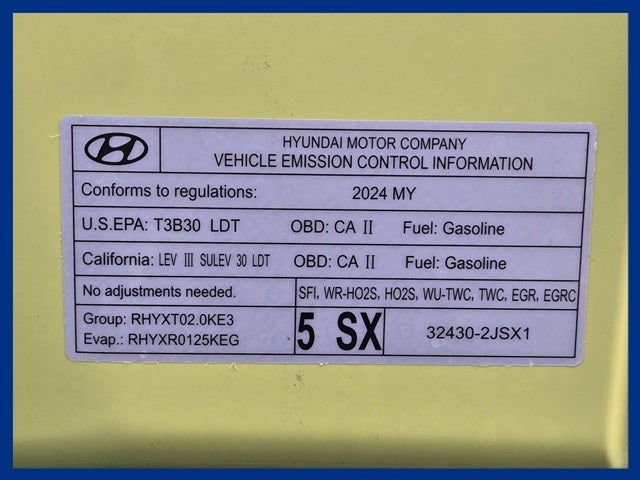 HYUNDAI MOTOR COMPANY
VEHICLE EMISSION CONTROL INFORMATION
Conforms to regulations: 2024 MY
U.S.EPA: T3B30 LDT OBD: CA II Fuel: Gasoline
California: LEV III SULEV 30 LDT OBD: CA II Fuel: Gasoline
No adjustments needed. SFI, WR-HO2S, HO2S, WU-TWC, TWC, EGR, EGRC
Group: RHYXT02.0KE3
Evap.: RHYXR0125KEG
5 SX
32430-2JSX1